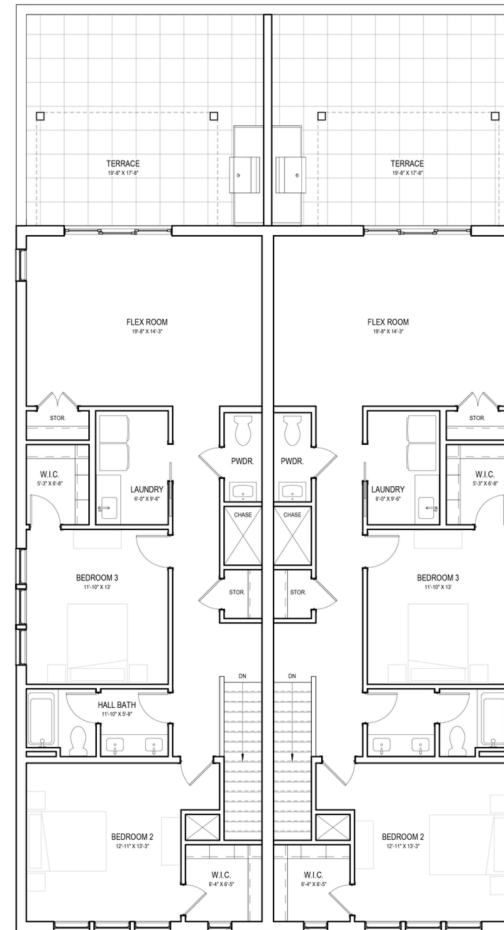 TERRACE
19'-8" X 17'-8"
TERRACE
19'-8" X 17'-8"
FLEX ROOM
19'-8" X 14'-3"
FLEX ROOM
19'-8" X 14'-3"
STOR.
STOR.
W.I.C.
5'-3" X 6'-8"
LAUNDRY
6'-0" X 9'-6"
PWDR.
PWDR.
LAUNDRY
6'-0" X 9'-6"
W.I.C.
5'-3" X 6'-8"
CHASE
CHASE
BEDROOM 3
11'-10" X 13'
STOR.
STOR.
BEDROOM 3
11'-10" X 13'
DN
DN
HALL BATH
11'-10" X 5'-8"
BEDROOM 2
12'-11" X 13'-3"
W.I.C.
6'-4" X 6'-5"
W.I.C.
6'-4" X 6'-5"
BEDROOM 2
12'-11" X 13'-3"